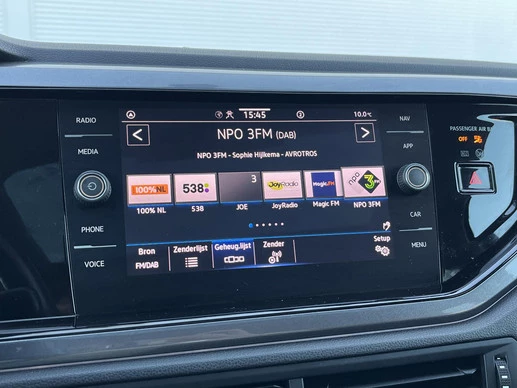 RADIO
MEDIA
PHONE
VOICE
15:45
10.0°C
NPO 3FM (DAB)
NPO 3FM - Sophie Hijlkema - AVROTROS
100%NL
538
3
JoyRadio
MagicFM
npo 3
100% NL
538
JOE
JoyRadio
Magic FM
NPO 3FM
Bron
FM/DAB
Zenderlijst
Geheug.lijst
Zender
Setup
NAV
APP
CAR
MENU
PASSENGER AIR
OFF